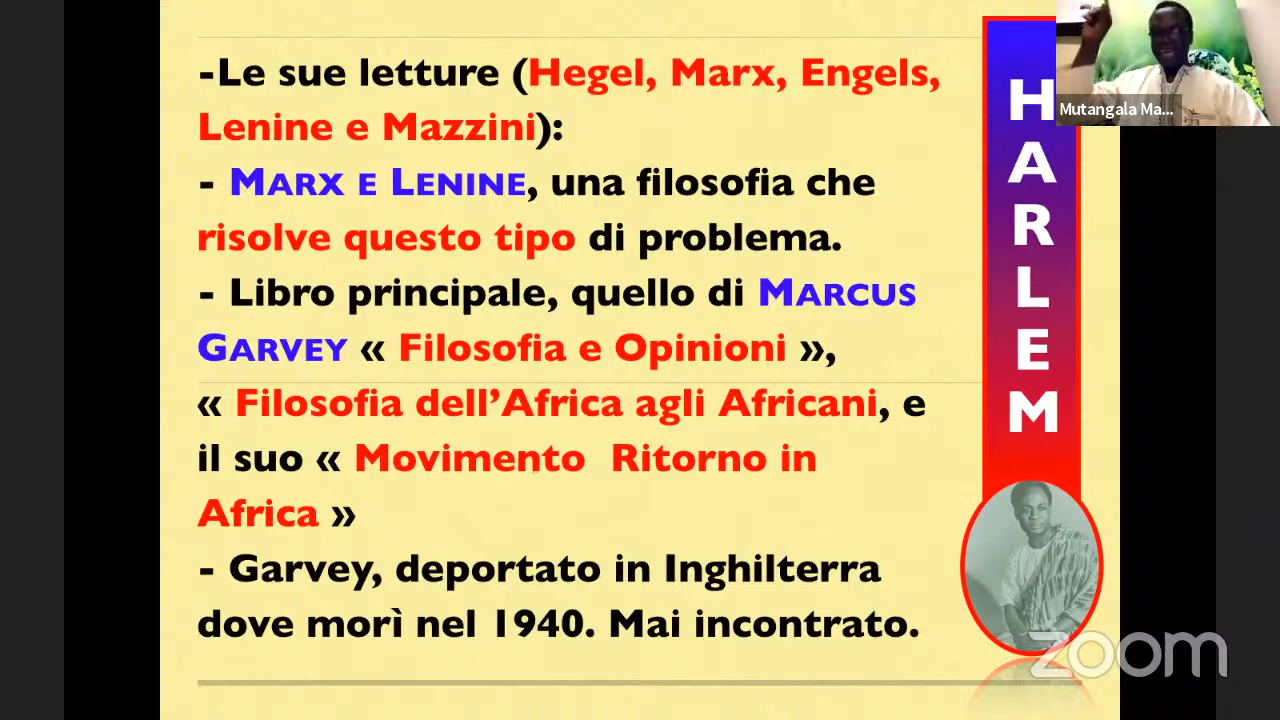 -Le sue letture (Hegel, Marx, Engels,
Lenine e Mazzini):
- MARX E LENINE, una filosofia che
risolve questo tipo di problema.
- Libro principale, quello di MARCUS
GARVEY « Filosofia e Opinioni »,
« Filosofia dell’Africa agli Africani, e
il suo « Movimento  Ritorno in
Africa »
- Garvey, deportato in Inghilterra
dove morì nel 1940. Mai incontrato.
HARLEM
Mutangala Ma...
zoom